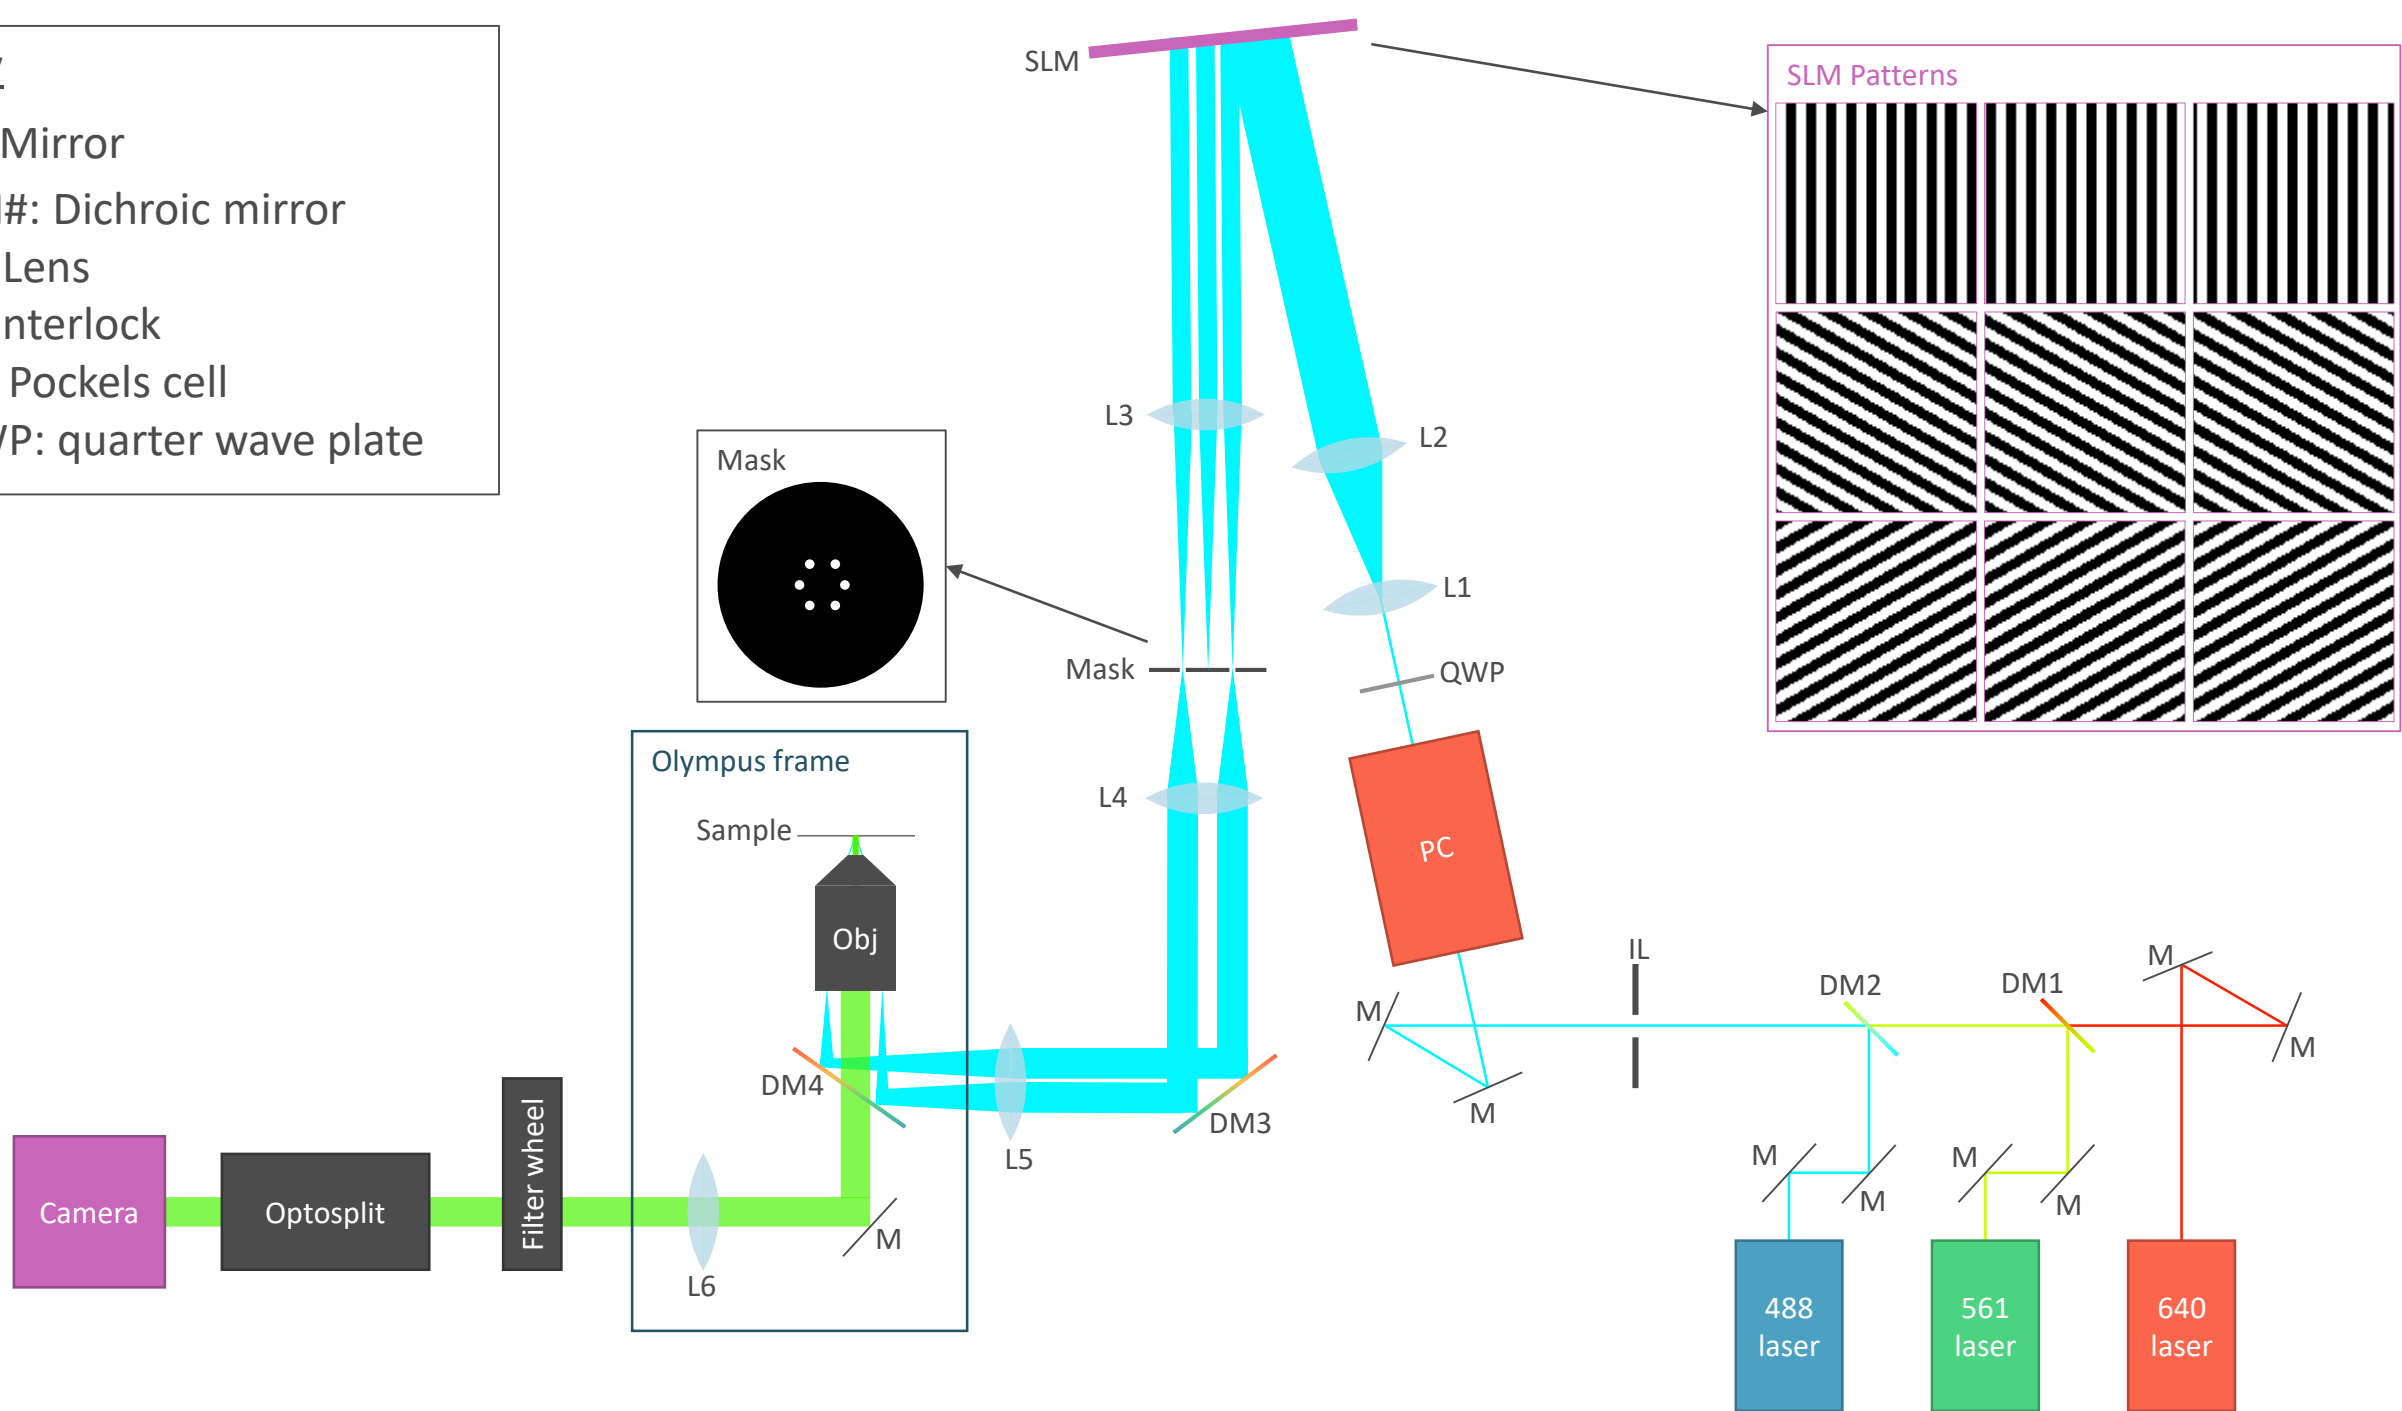 Mirror
#: Dichroic mirror
Lens
nterlock
Pockels cell
P: quarter wave plate
SLM
SLM Patterns
L3
L2
Mask
L1
Mask
QWP
Olympus frame
L4
Sample
PC
Obj
IL
M
DM2
DM1
M
DM4
M
M
M
DM3
L5
M
M
M
M
Filter wheel
Camera
Optosplit
M
L6
488
laser
561
laser
640
laser